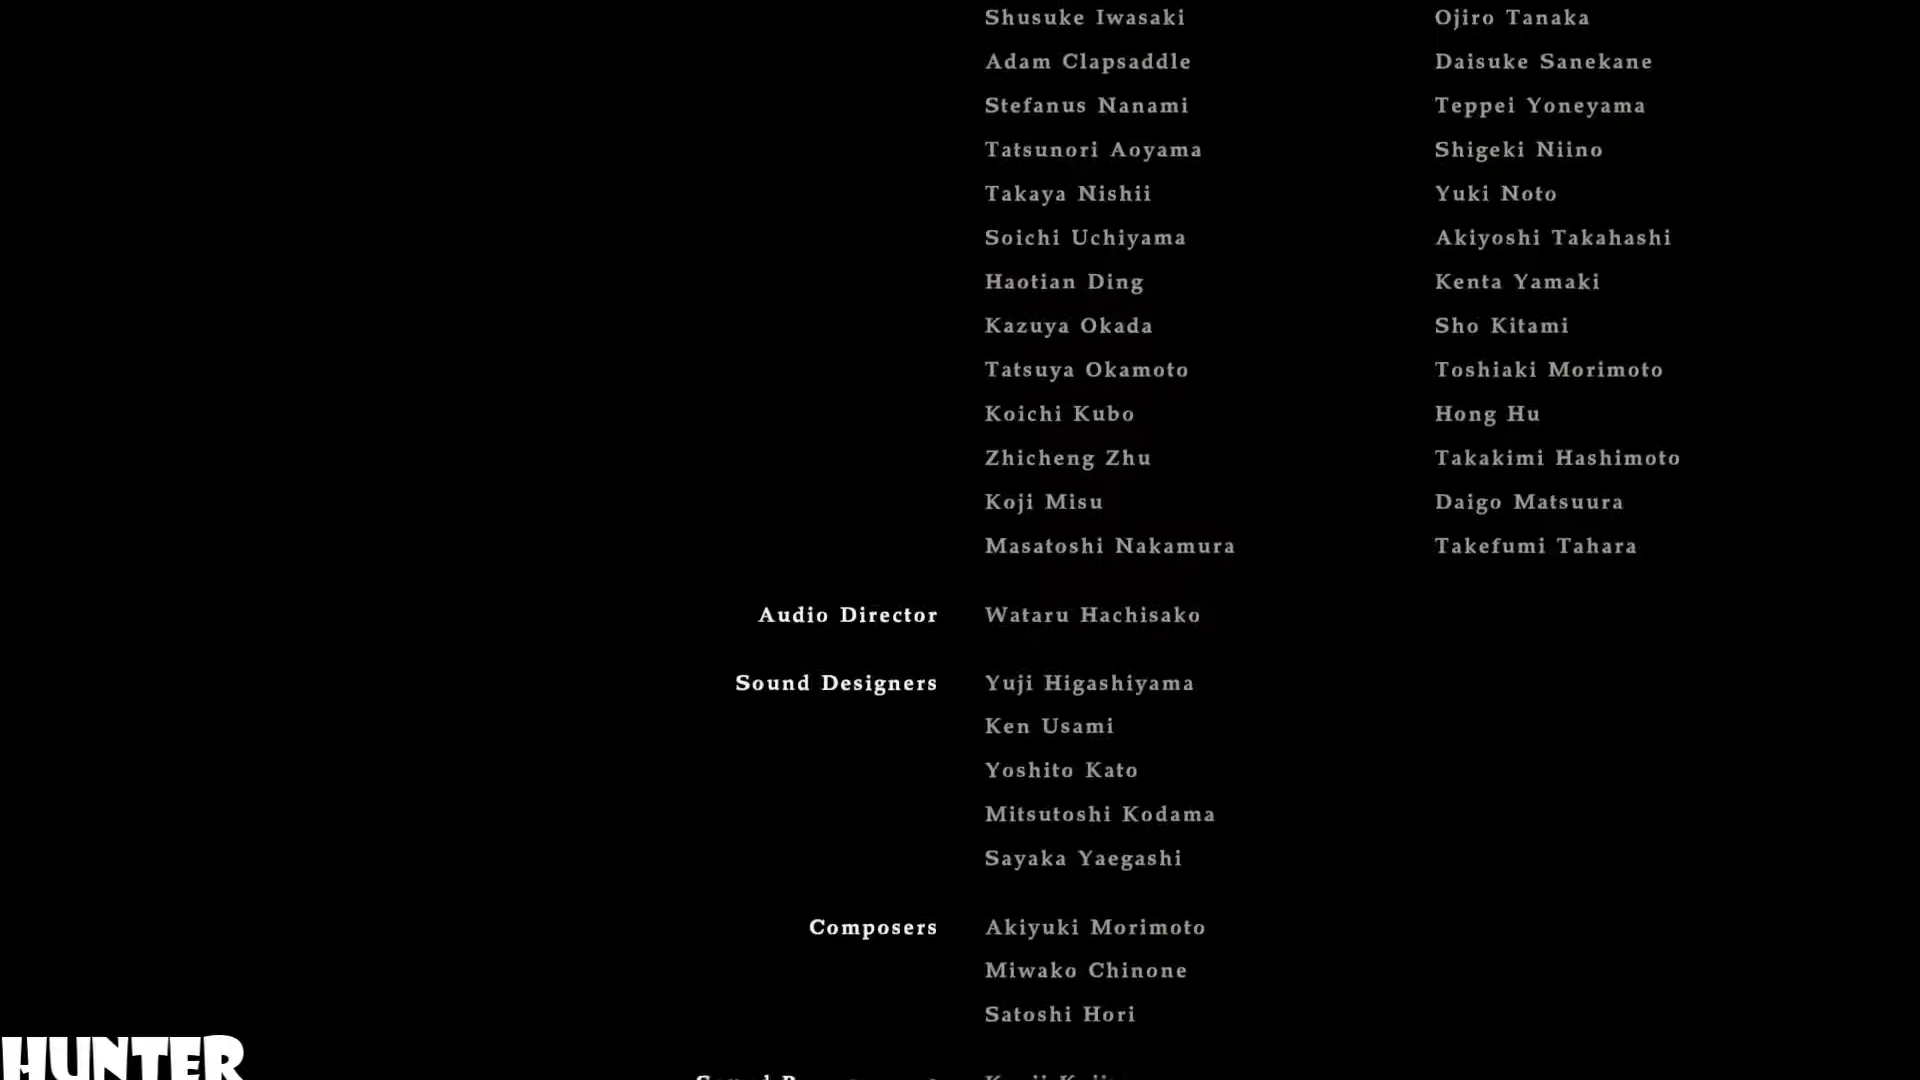 Shusuke Iwasaki Ojiro Tanaka
Adam Clapsaddle Daisuke Sanekane
Stefanus Nanami Teppei Yoneyama
Tatsunori Aoyama Shigeki Niino
Takaya Nishii Yuki Noto
Soichi Uchiyama Akiyoshi Takahashi
Haotian Ding Kenta Yamaki
Kazuya Okada Sho Kitami
Tatsuya Okamoto Toshiaki Morimoto
Koichi Kubo Hong Hu
Zhicheng Zhu Takakimi Hashimoto
Koji Misu Daigo Matsuura
Masatoshi Nakamura Takefumi Tahara
Audio Director Wataru Hachisako
Sound Designers Yuji Higashiyama
Ken Usami
Yoshito Kato
Mitsutoshi Kodama
Sayaka Yaegashi
Composers Akiyuki Morimoto
Miwako Chinone
Satoshi Hori
HUNTER